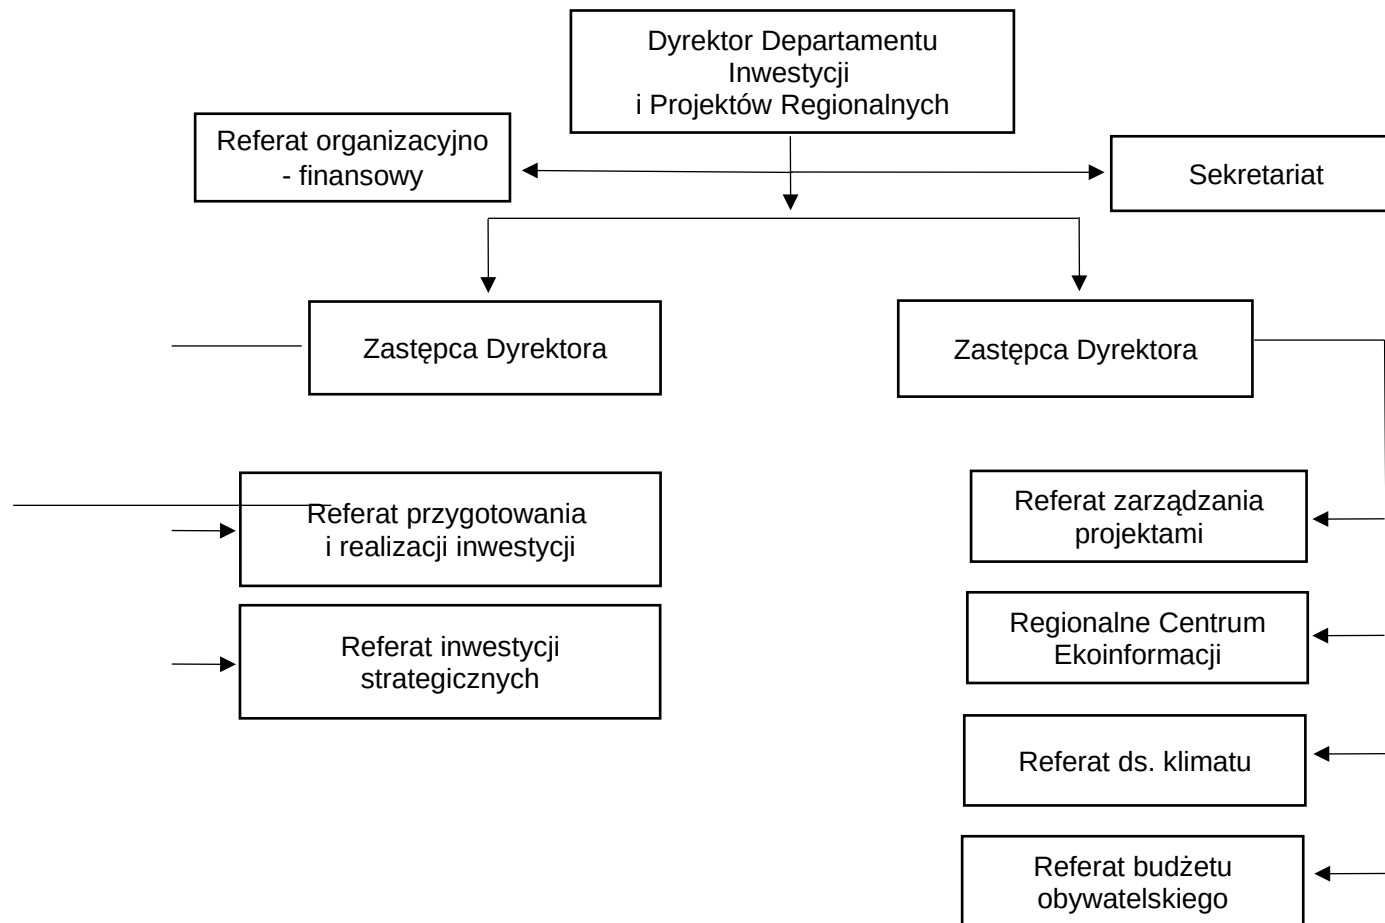 Dyrektor Departamentu
Inwestycji
i Projektów Regionalnych
Referat organizacyjno
- finansowy
Sekretariat
Zastępca Dyrektora
Zastępca Dyrektora
Referat przygotowania
i realizacji inwestycji
Referat inwestycji
strategicznych
Referat zarządzania
projektami
Regionalne Centrum
Ekoinformacji
Referat ds. klimatu
Referat budżetu
obywatelskiego